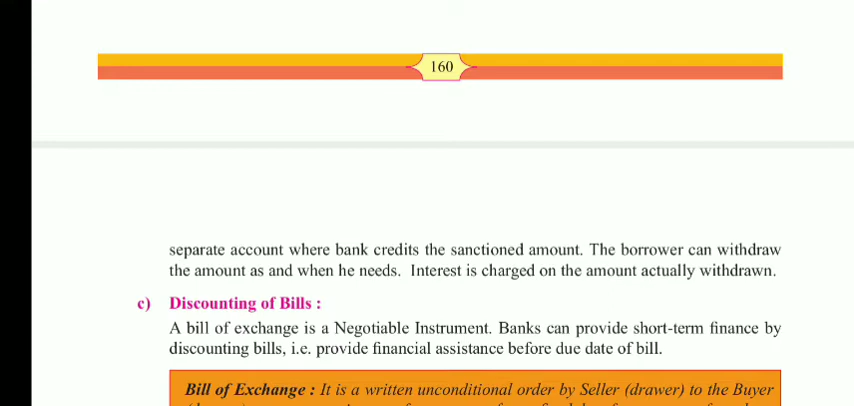 160
separate account where bank credits the sanctioned amount. The borrower can withdraw
the amount as and when he needs. Interest is charged on the amount actually withdrawn.
c) Discounting of Bills :
A bill of exchange is a Negotiable Instrument. Banks can provide short-term finance by
discounting bills, i.e. provide financial assistance before due date of bill.
Bill of Exchange : It is a written unconditional order by Seller (drawer) to the Buyer